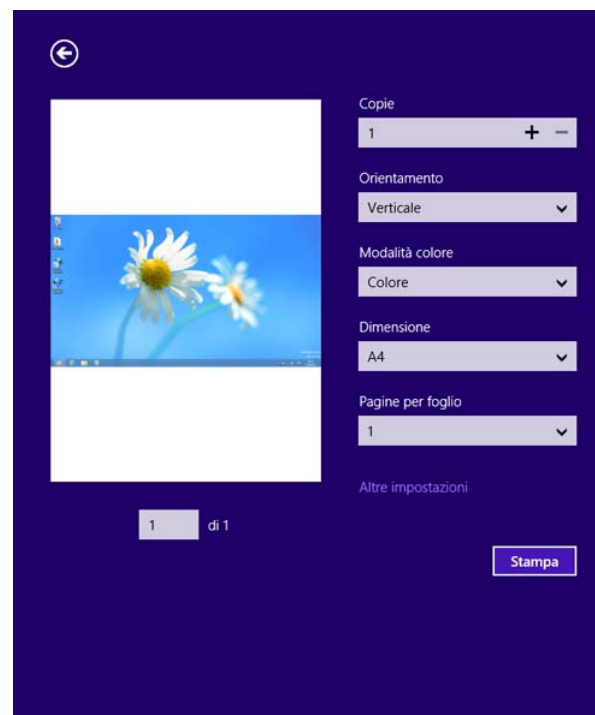 Copie
1
Orientamento
Verticale
Modalità colore
Colore
Dimensione
A4
Pagine per foglio
1
Altre impostazioni
1 di 1
Stampa